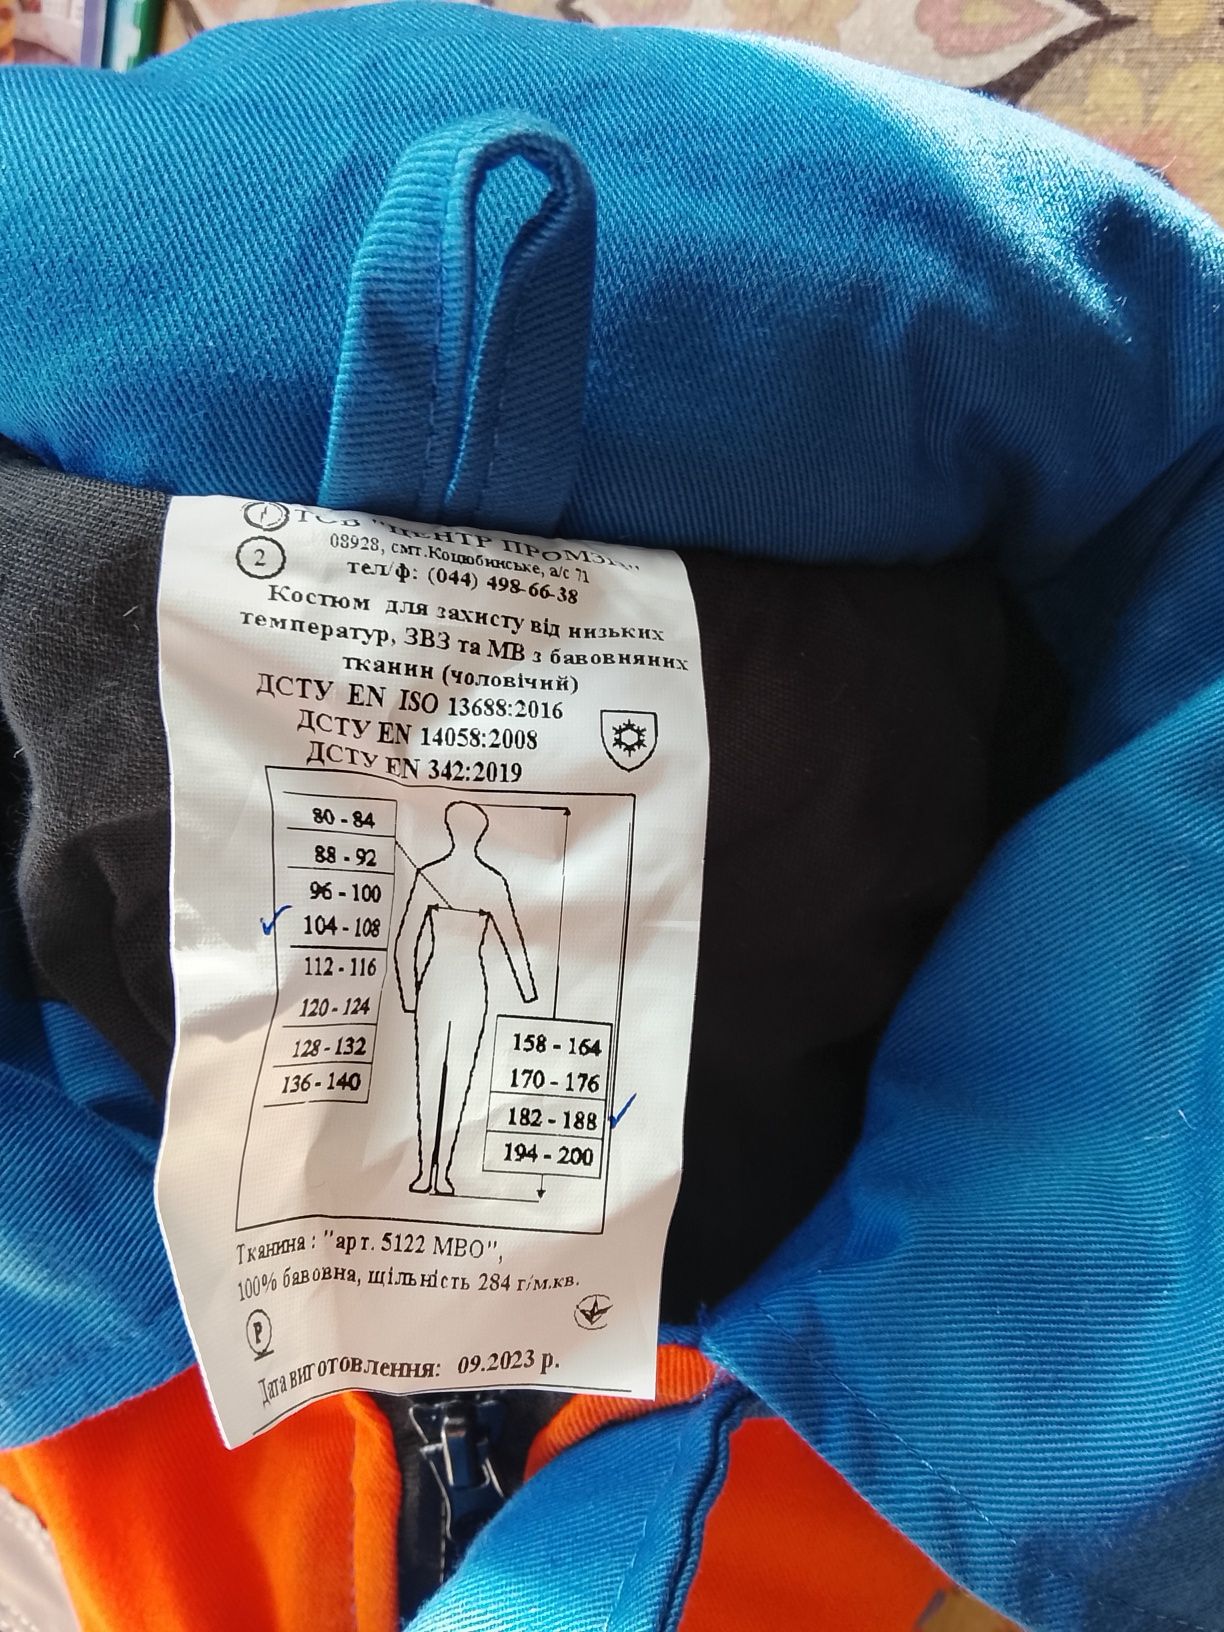 ТОВ "ЦЕНТР
2
08928, смт.Коцюбинське, а/с 71
тел/ф: (044) 498-66-38
Костюм для захисту від низьких
температур, ЗВЗ та МВ з бавовняних
тканин (чоловічий)
ДСТУ EN ISO 13688:2016
ДСТУ EN 14058:2008
ДСТУ EN 342:2019
80 - 84
88 - 92
96 - 100
104 - 108
112 - 116
120 - 124
128 - 132
136 - 140
158 - 164
170 - 176
182 - 188
194 - 200
Тканина : "арт. 5122 МВО",
100% бавовна, щільність 284 г/м.кв.
P
Дата виготовлення: 09.2023 р.